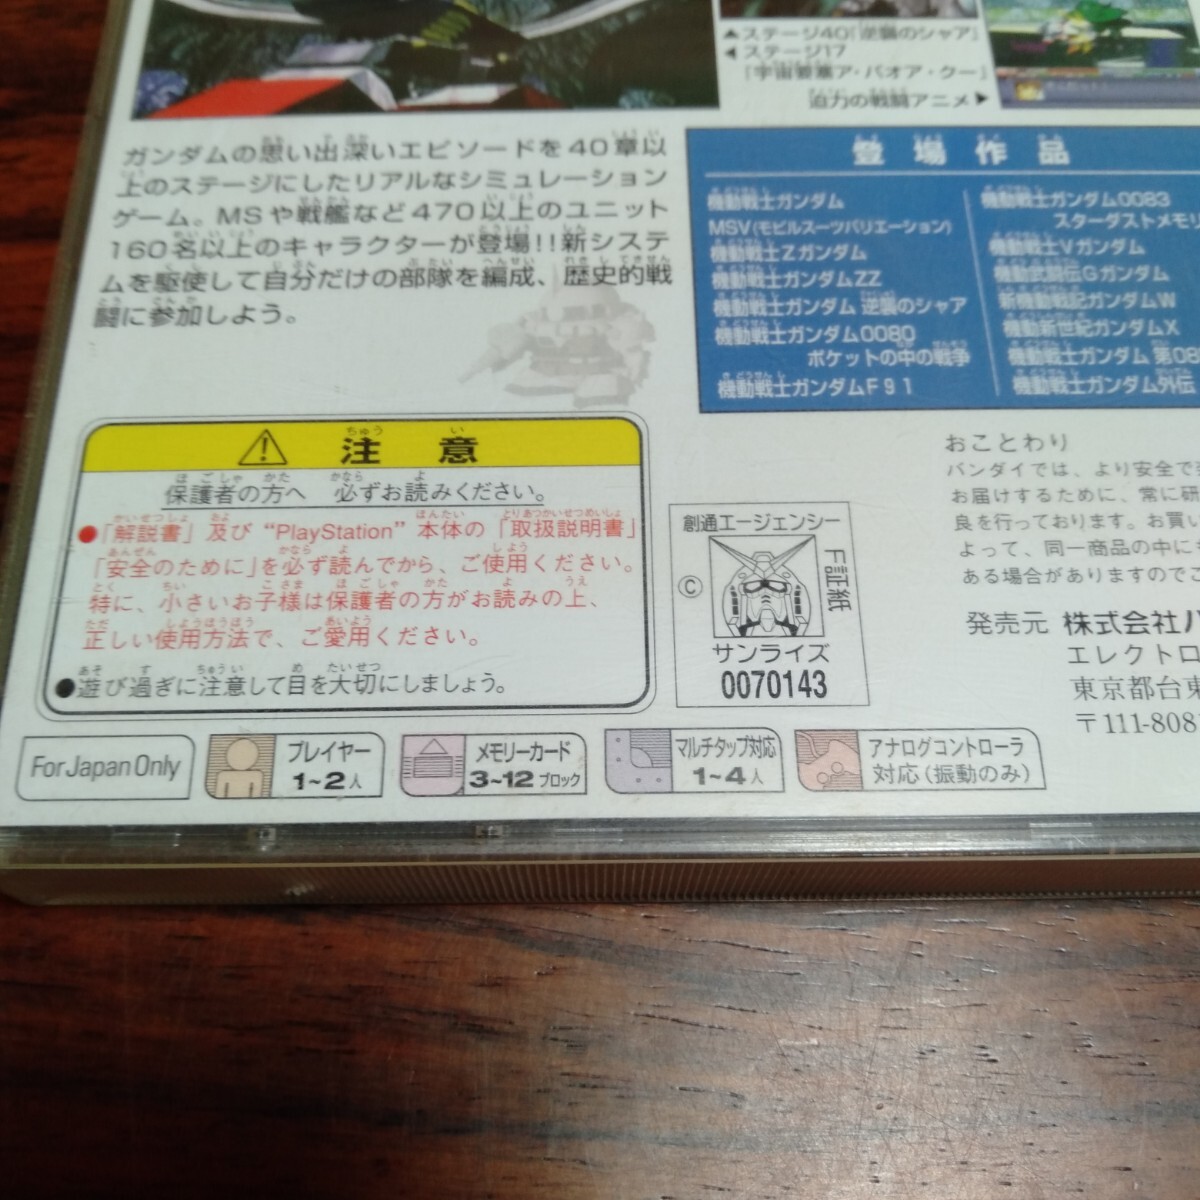 ▲ステージ40「逆襲のシャア」
◀ステージ17
「宇宙要塞ア・バオア・クー」
迫力の戦闘アニメ▶
ガンダムの思い出深いエピソードを40章以
上のステージにしたリアルなシミュレーション
ゲーム。MSや戦艦など470以上のユニット
160名以上のキャラクターが登場!!新システ
ムを駆使して自分だけの部隊を編成、歴史的戦
闘に参加しよう。
登場作品
機動戦士ガンダム
MSV(モビルスーツバリエーション)
機動戦士Zガンダム
機動戦士ガンダムZZ
機動戦士ガンダム 逆襲のシャア
機動戦士ガンダム0080
ポケットの中の戦争
機動戦士ガンダムF91
機動戦士ガンダム0083
スターダストメモリ
機動戦士Vガンダム
機動武闘伝Gガンダム
新機動戦記ガンダムW
機動新世紀ガンダムX
機動戦士ガンダム 第08
機動戦士ガンダム外伝
注意
保護者の方へ 必ずお読みください。
●「解説書」及び“PlayStation”本体の「取扱説明書」
「安全のために」を必ず読んでから、ご使用ください。
特に、小さいお子様は保護者の方がお読みの上、
正しい使用方法で、ご愛用ください。
●遊び過ぎに注意して目を大切にしましょう。
創通エージェンシー
©
F証紙
サンライズ
0070143
おことわり
バンダイでは、より安全で
お届けするために、常に研
良を行っております。お買い
よって、同一商品の中にも
ある場合がありますのでご
発売元 株式会社バ
エレクトロ
東京都台東
〒111-808
For Japan Only
プレイヤー
1~2人
メモリーカード
3~12ブロック
マルチタップ対応
1~4人
アナログコントローラ
対応(振動のみ)